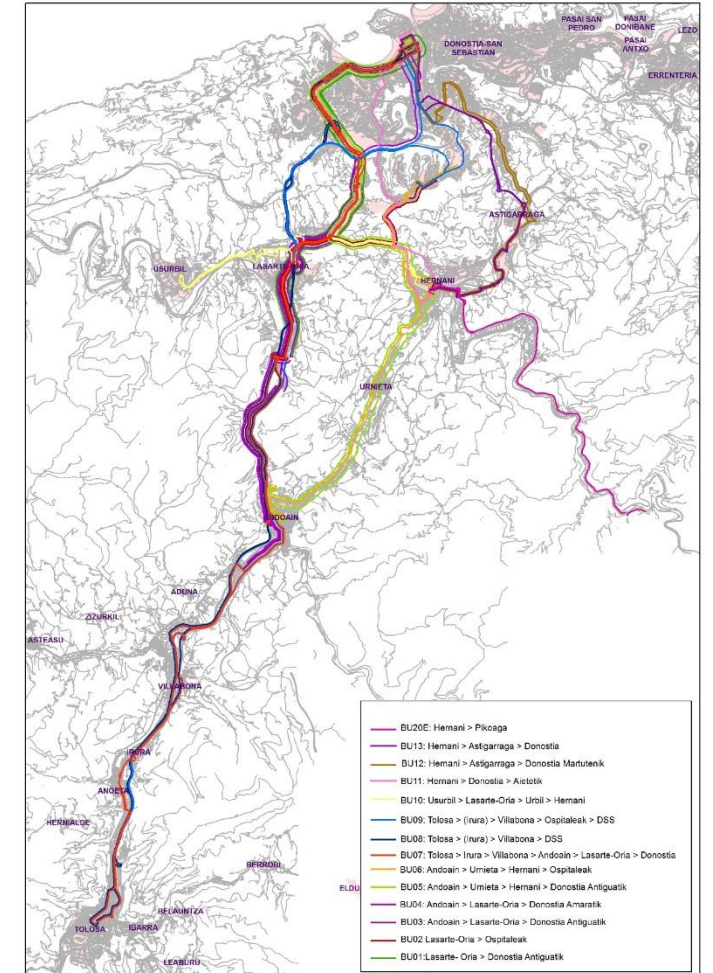 PASAI SAN
PEDRO
PASAI
DONIBANE
LEZO
PASAI
ANTXO
DONOSTIA-SAN
SEBASTIAN
ERRENTERIA
ASTIGARRAGA
USURBIL
HERNANI
URNIETA
ADUNA
ZIZURKIL
ASTEASU
VILLABONA
IRURA
ANOETA
HERNIALDE
BERROBI
ELDU
BELAUNTZA
TOLOSA
IBARRA
LEABURU
BU20E: Hernani > Pikoaga
BU13: Hernani > Astigarraga > Donostia
BU12: Hernani > Astigarraga > Donostia Martutenik
BU11: Hernani > Donostia > Aietetik
BU10: Usurbil > Lasarte-Oria > Urbil > Hernani
BU09: Tolosa > (Irura) > Villabona > Ospitaleak > DSS
BU08: Tolosa > (Irura) > Villabona > DSS
BU07: Tolosa > Irura > Villabona > Andoain > Lasarte-Oria > Donostia
BU06: Andoain > Urnieta > Hernani > Ospitaleak
BU05: Andoain > Urnieta > Hernani > Donostia Antiguatik
BU04: Andoain > Lasarte-Oria > Donostia Amaratik
BU03: Andoain > Lasarte-Oria > Donostia Antiguatik
BU02 Lasarte-Oria > Ospitaleak
BU01:Lasarte- Oria > Donostia Antiguatik